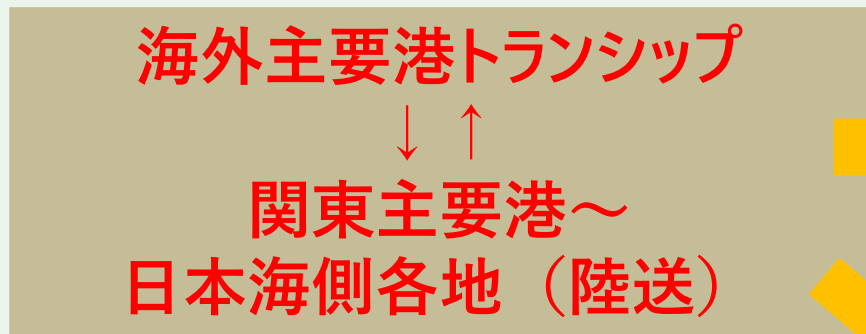 海外主要港トランシップ
↓ ↑
関東主要港～
日本海側各地（陸送）